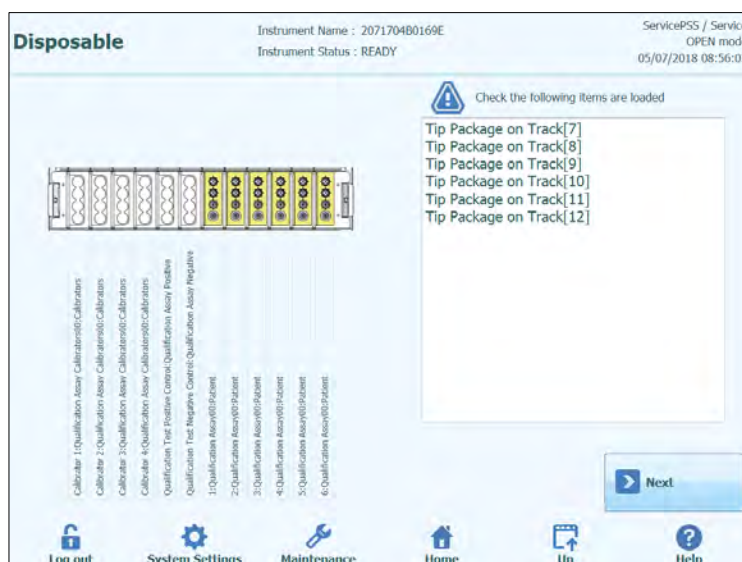 Disposable
Instrument Name : 2071704B0169E
Instrument Status : READY
ServicePSS / Service
OPEN mod
05/07/2018 08:56:0
Check the following items are loaded
Tip Package on Track[7]
Tip Package on Track[8]
Tip Package on Track[9]
Tip Package on Track[10]
Tip Package on Track[11]
Tip Package on Track[12]
Calibrator 1:Qualification Assay Calibrators00:Calibrators
Calibrator 2:Qualification Assay Calibrators00:Calibrators
Calibrator 3:Qualification Assay Calibrators00:Calibrators
Calibrator 4:Qualification Assay Calibrators00:Calibrators
Qualification Test Positive Control:Qualification Assay Positive
Qualification Test Negative Control:Qualification Assay Negative
1:Qualification Assay00:Patient
2:Qualification Assay00:Patient
3:Qualification Assay00:Patient
4:Qualification Assay00:Patient
5:Qualification Assay00:Patient
6:Qualification Assay00:Patient
Next
Log out
System Settings
Maintenance
Home
Up
Help